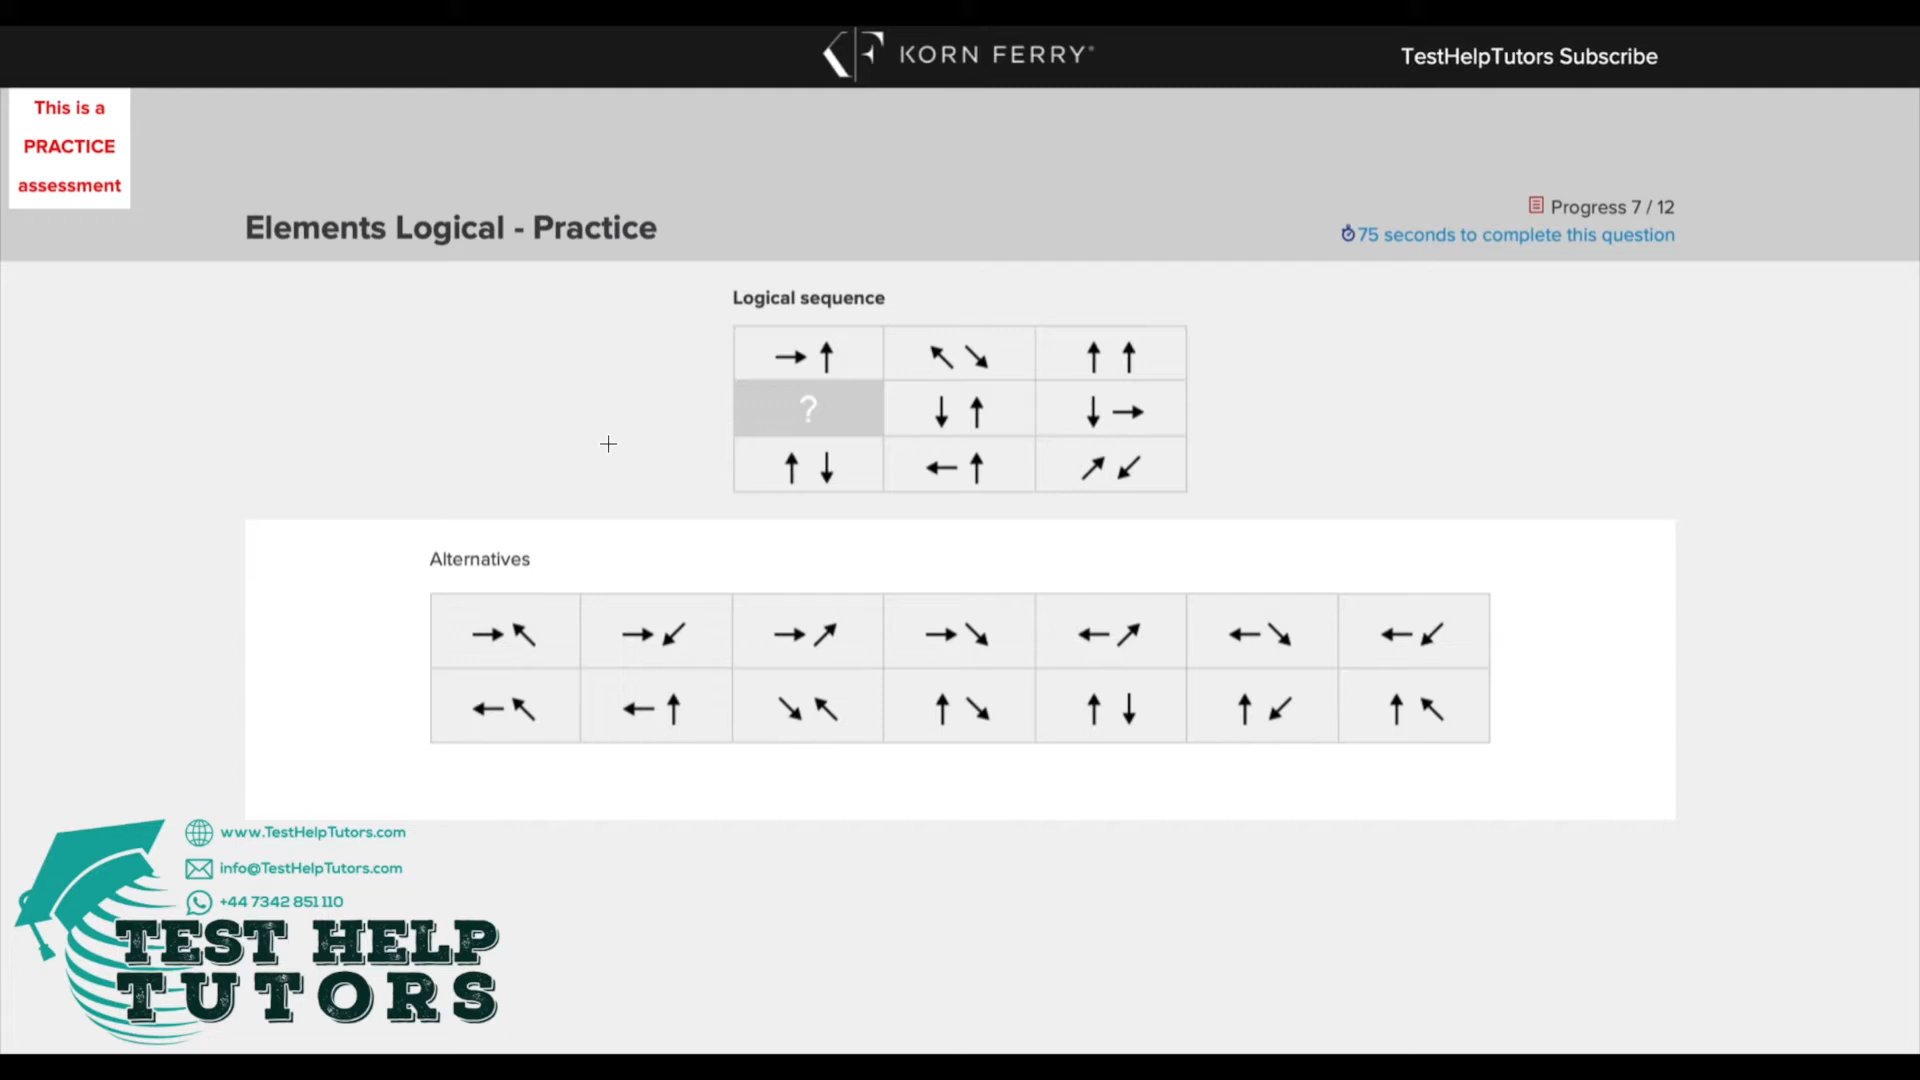 KORN FERRY
TestHelpTutors Subscribe
This is a
PRACTICE
assessment
Elements Logical - Practice
Progress 7 / 12
75 seconds to complete this question
Logical sequence
?
Alternatives
www.TestHelpTutors.com
info@TestHelpTutors.com
+44 7342 851 110
TEST HELP
TUTORS